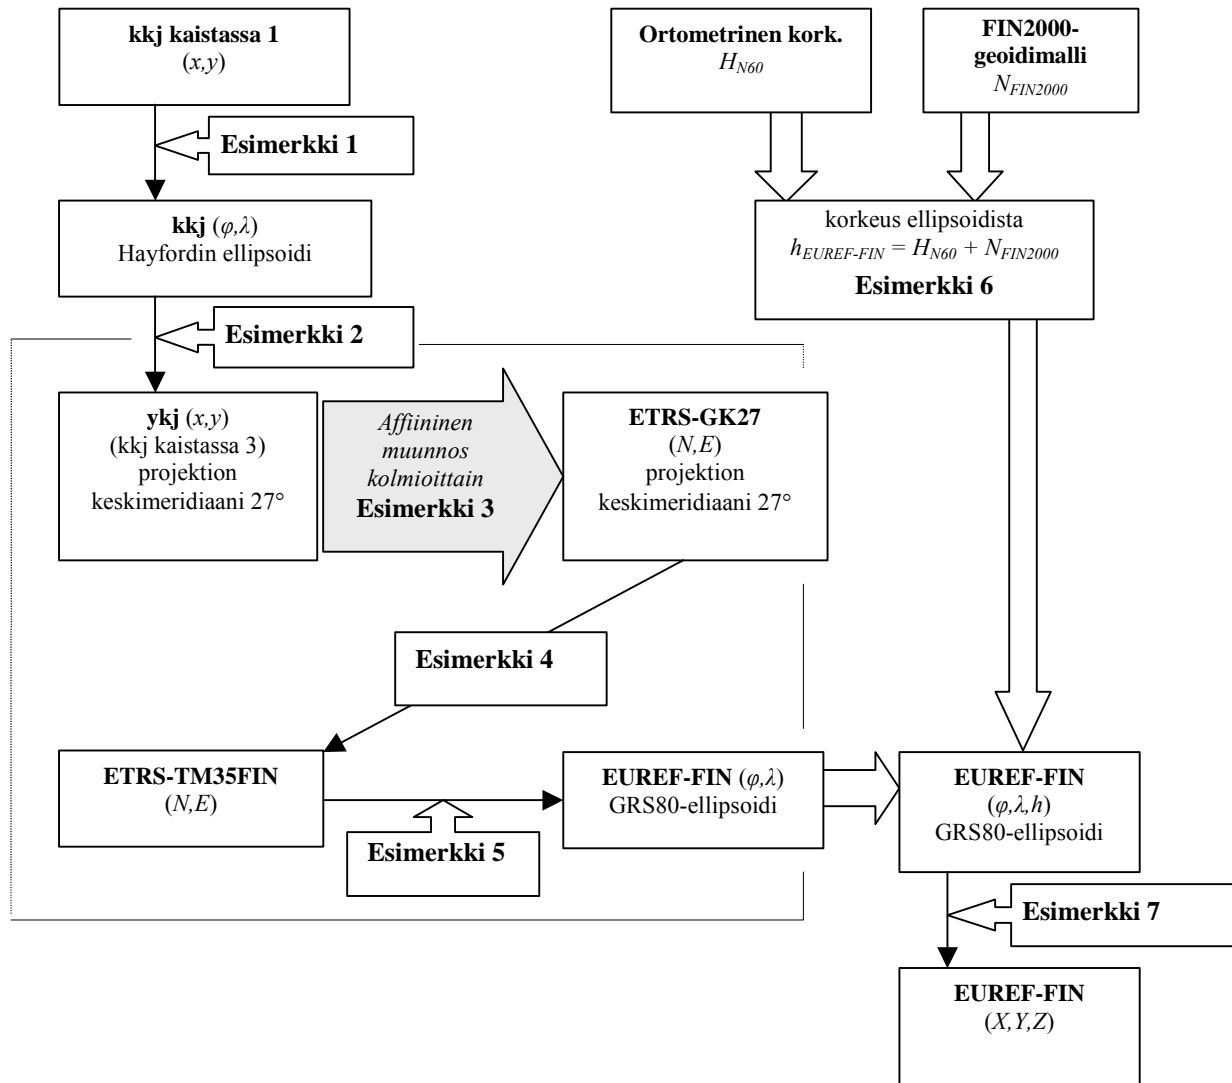 kkj kaistassa 1
(x,y)
Ortometrinen kork.
H_N60
FIN2000-
geoidimalli
N_FIN2000
Esimerkki 1
kkj (φ,λ)
Hayfordin ellipsoidi
korkeus ellipsoidista
h_EUREF-FIN = H_N60 + N_FIN2000
Esimerkki 6
Esimerkki 2
ykj (x,y)
(kkj kaistassa 3)
projektion
keskimeridiaani 27°
Affiininen
muunnos
kolmioittain
Esimerkki 3
ETRS-GK27
(N,E)
projektion
keskimeridiaani 27°
Esimerkki 4
ETRS-TM35FIN
(N,E)
Esimerkki 5
EUREF-FIN (φ,λ)
GRS80-ellipsoidi
EUREF-FIN
(φ,λ,h)
GRS80-ellipsoidi
Esimerkki 7
EUREF-FIN
(X,Y,Z)